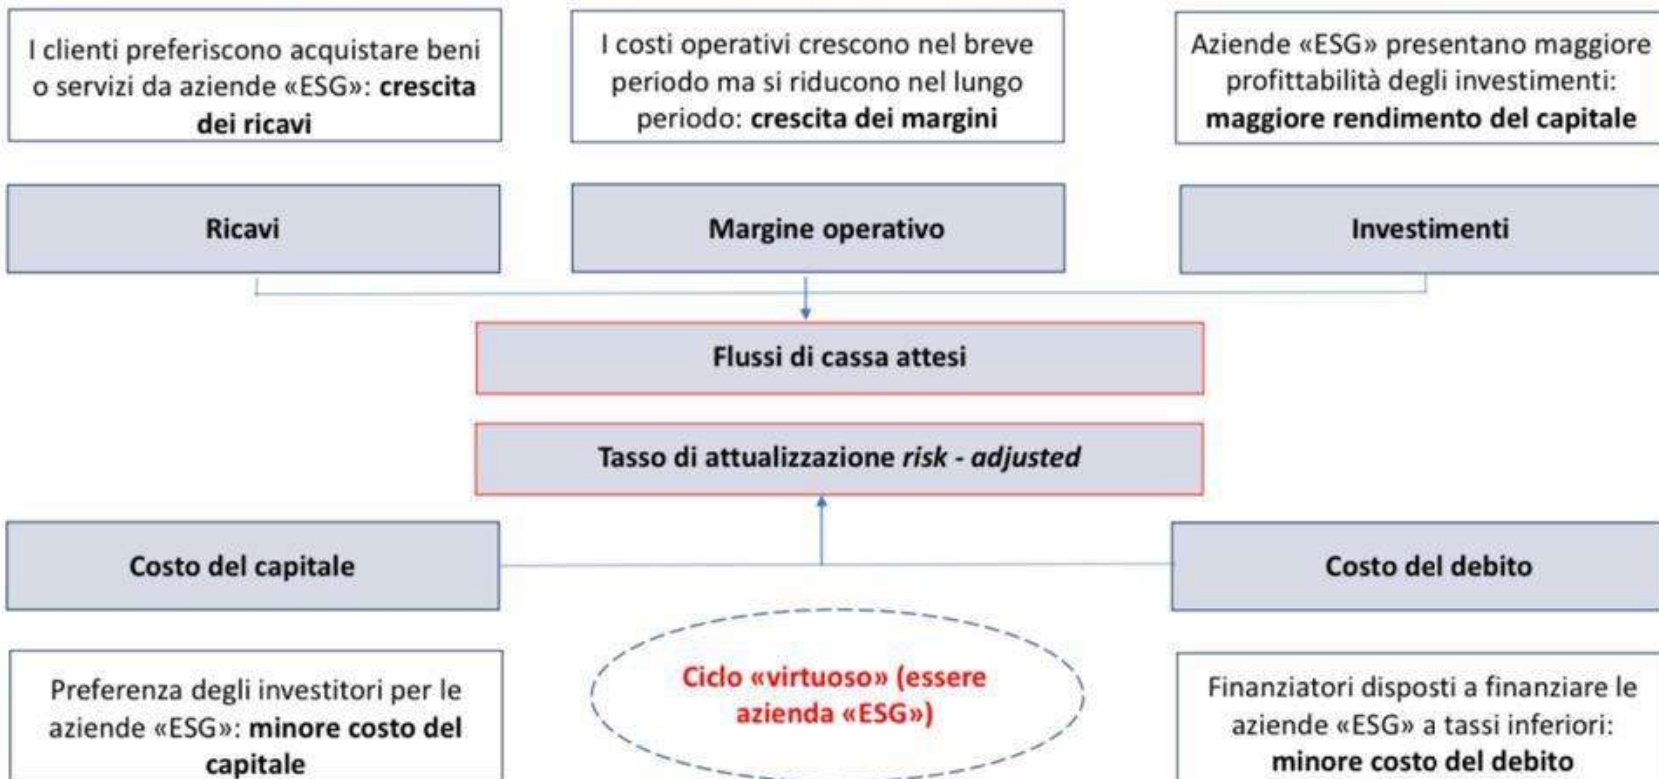 I clienti preferiscono acquistare beni
o servizi da aziende «ESG»: crescita
dei ricavi
I costi operativi crescono nel breve
periodo ma si riducono nel lungo
periodo: crescita dei margini
Aziende «ESG» presentano maggiore
profittabilità degli investimenti:
maggiore rendimento del capitale
Ricavi
Margine operativo
Investimenti
Flussi di cassa attesi
Tasso di attualizzazione risk - adjusted
Costo del capitale
Costo del debito
Preferenza degli investitori per le
aziende «ESG»: minore costo del
capitale
Ciclo «virtuoso» (essere
azienda «ESG»)
Finanziatori disposti a finanziare le
aziende «ESG» a tassi inferiori:
minore costo del debito